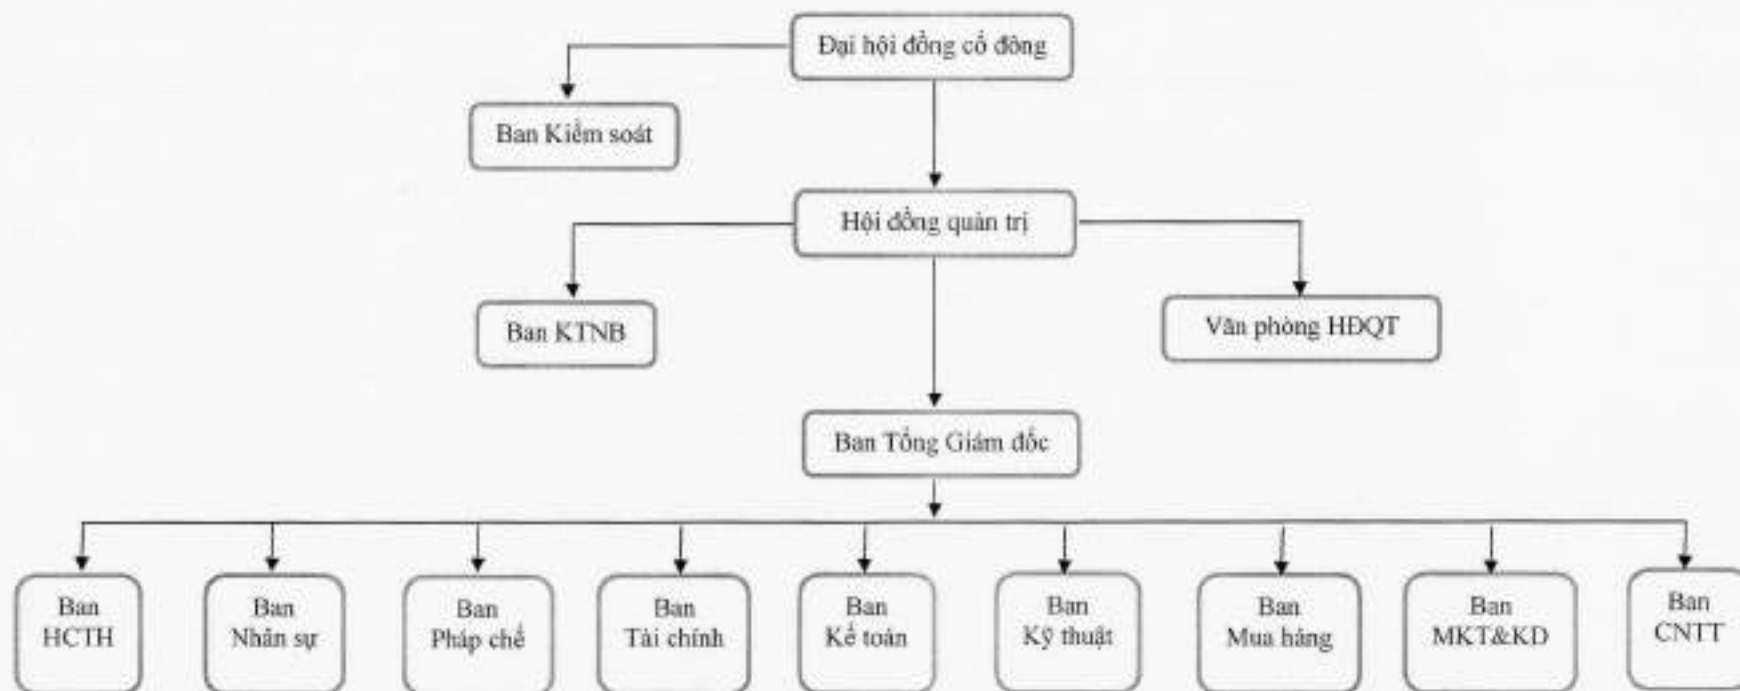 Đại hội đồng cổ đông
Ban Kiểm soát
Hội đồng quản trị
Ban KTNB
Văn phòng HĐQT
Ban Tổng Giám đốc
Ban
HCTH
Ban
Nhân sự
Ban
Pháp chế
Ban
Tài chính
Ban
Kế toán
Ban
Kỹ thuật
Ban
Mua hàng
Ban
MKT&KD
Ban
CNTT